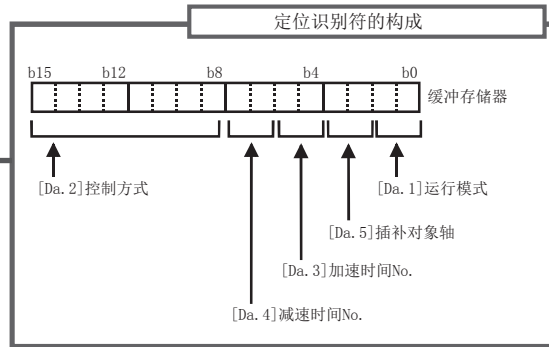 定位识别符的构成
b15 b12 b8 b4 b0
缓冲存储器
[Da.2]控制方式
[Da.1]运行模式
[Da.5]插补对象轴
[Da.3]加速时间No.
[Da.4]减速时间No.